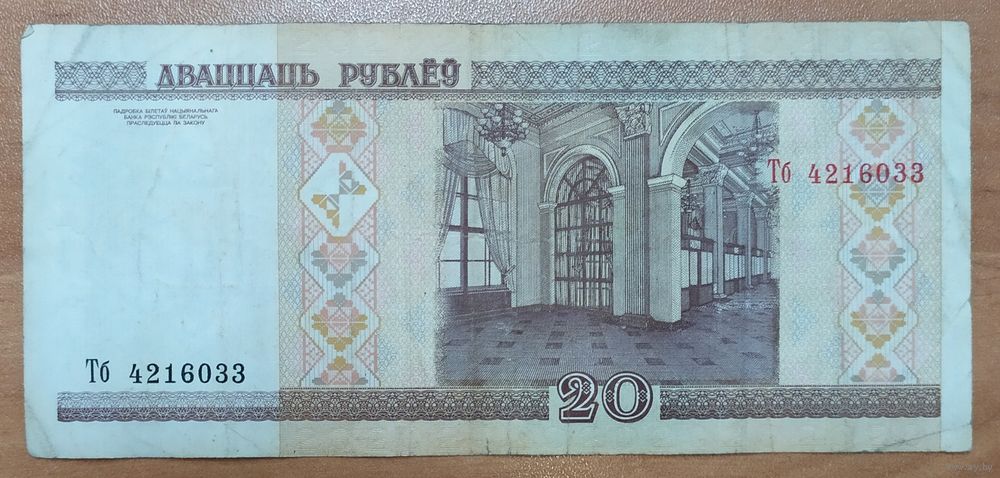 ДВАЦЦАЦЬ РУБЛЁЎ
ПАДРОБКА БІЛЕТАЎ НАЦЫЯНАЛЬНАГА
БАНКА РЭСПУБЛІКІ БЕЛАРУСЬ
ПРАСЛЕДУЕЦЦА ПА ЗАКОНУ
Тб 4216033
Тб 4216033
20